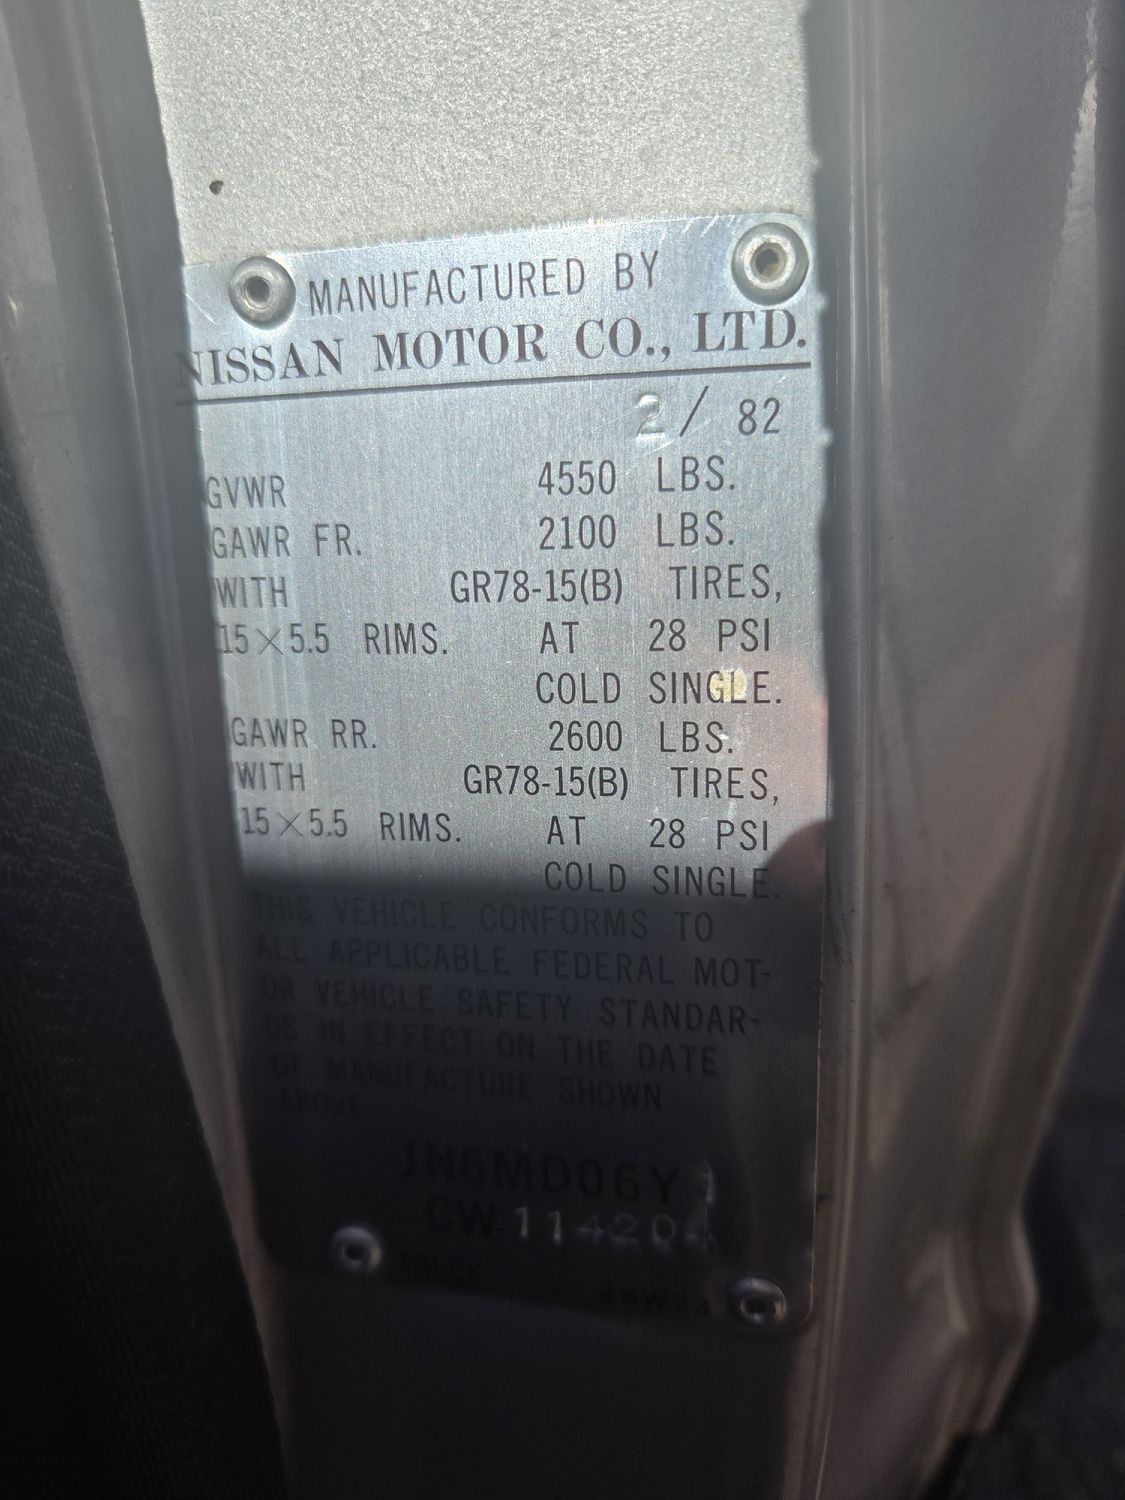 MANUFACTURED BY
NISSAN MOTOR CO., LTD.
2/ 82
GVWR 4550 LBS.
GAWR FR. 2100 LBS.
WITH GR78-15(B) TIRES,
15×5.5 RIMS. AT 28 PSI
COLD SINGLE.
GAWR RR. 2600 LBS.
WITH GR78-15(B) TIRES,
15×5.5 RIMS. AT 28 PSI
COLD SINGLE.
THIS VEHICLE CONFORMS TO
ALL APPLICABLE FEDERAL MOT-
OR VEHICLE SAFETY STANDAR-
DS IN EFFECT ON THE DATE
OF MANUFACTURE SHOWN
ABOVE.
CW
TRUCK